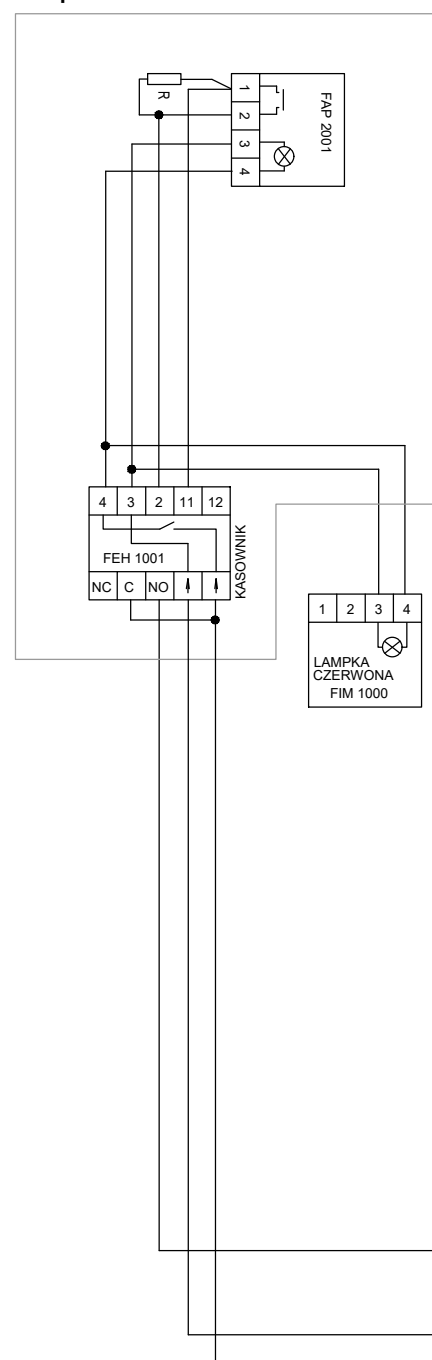 R
1
2
3
4
FAP 2001
4 3 2 11 12
FEH 1001
KASOWNIK
NC C NO
1 2 3 4
LAMPKA
CZERWONA
FIM 1000